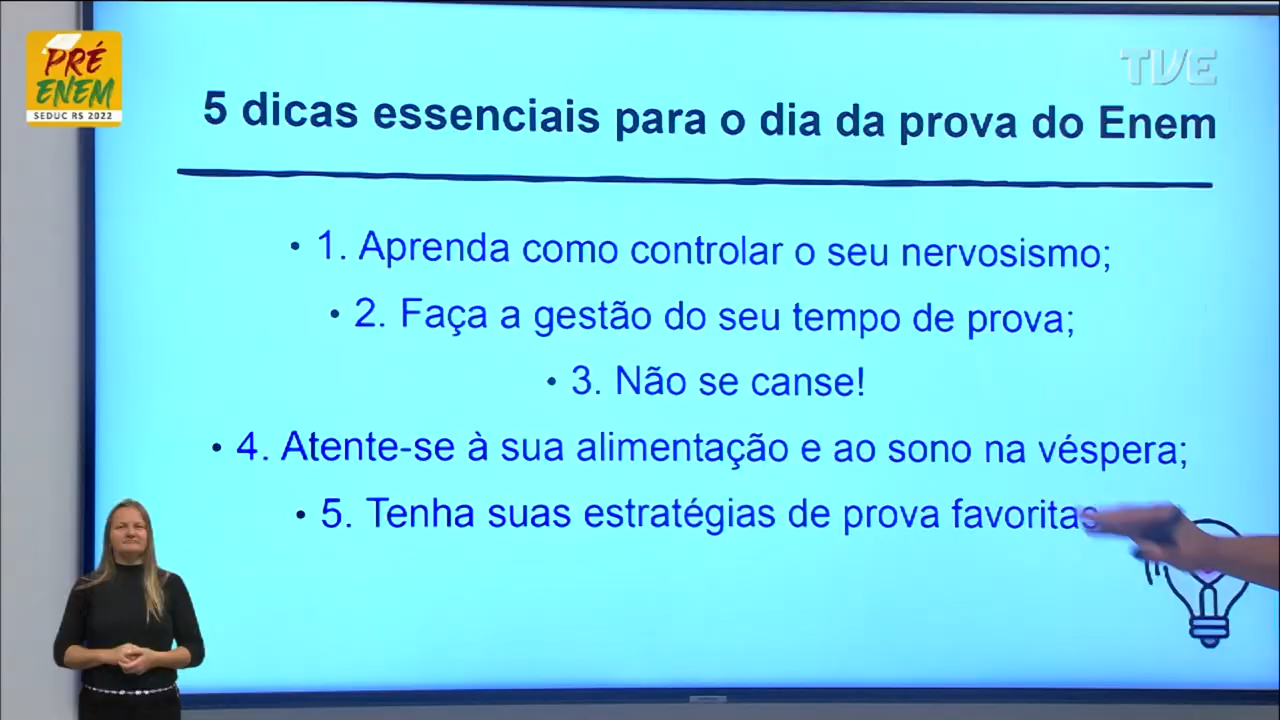 PRÉ
ENEM
SEDUC RS 2022
TVE
5 dicas essenciais para o dia da prova do Enem
• 1. Aprenda como controlar o seu nervosismo;
• 2. Faça a gestão do seu tempo de prova;
• 3. Não se canse!
• 4. Atente-se à sua alimentação e ao sono na véspera;
• 5. Tenha suas estratégias de prova favoritas